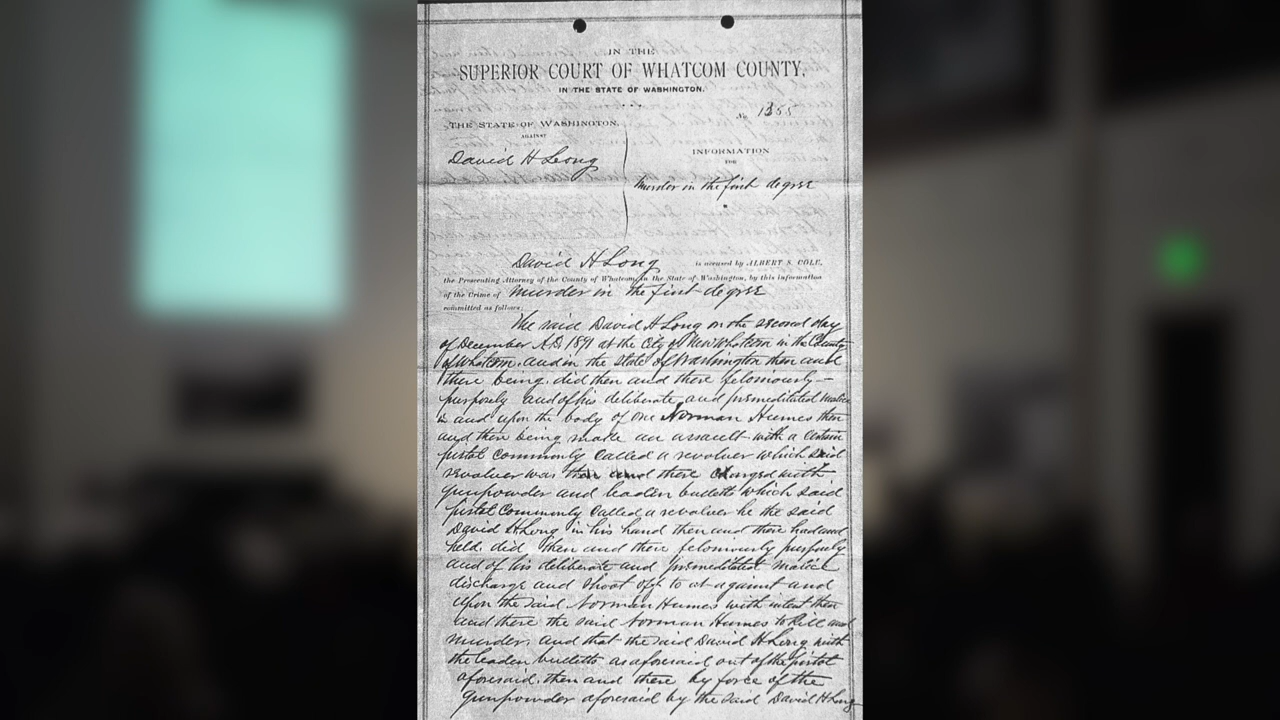 IN THE
SUPERIOR COURT OF WHATCOM COUNTY,
IN THE STATE OF WASHINGTON.
No 1355
THE STATE OF WASHINGTON,
AGAINST
David H Long
INFORMATION
FOR
Murder in the first degree
David H Long is accused by ALBERT S. COLE,
the Prosecuting Attorney of the County of Whatcom, in the State of Washington, by this information
of the Crime of Murder in the first degree
committed as follows,
The said David H Long on the second day
of December A.D. 1891 at the City of New Whatcom in the County
of Whatcom, and in the State of Washington then and
there being, did then and there feloniously—
purposely and of his deliberate and premeditated malice
in and upon the body of one Norman Humes then
and there being make an assault with a certain
pistol commonly called a revolver which said
revolver was then and there charged with
gunpowder and leaden bulletts which said
pistol commonly called a revolver he the said
David H Long in his hand then and there had and
held, did then and there feloniously purposely
and of his deliberate and premeditated malice
discharge and shoot off to at against and
upon the said Norman Humes with intent then
and there the said Norman Humes to kill and
murder; and that the said David H Long with
the leaden bulletts as aforesaid out of the pistol
aforesaid, then and there by force of the
gunpowder aforesaid by the said David H Long